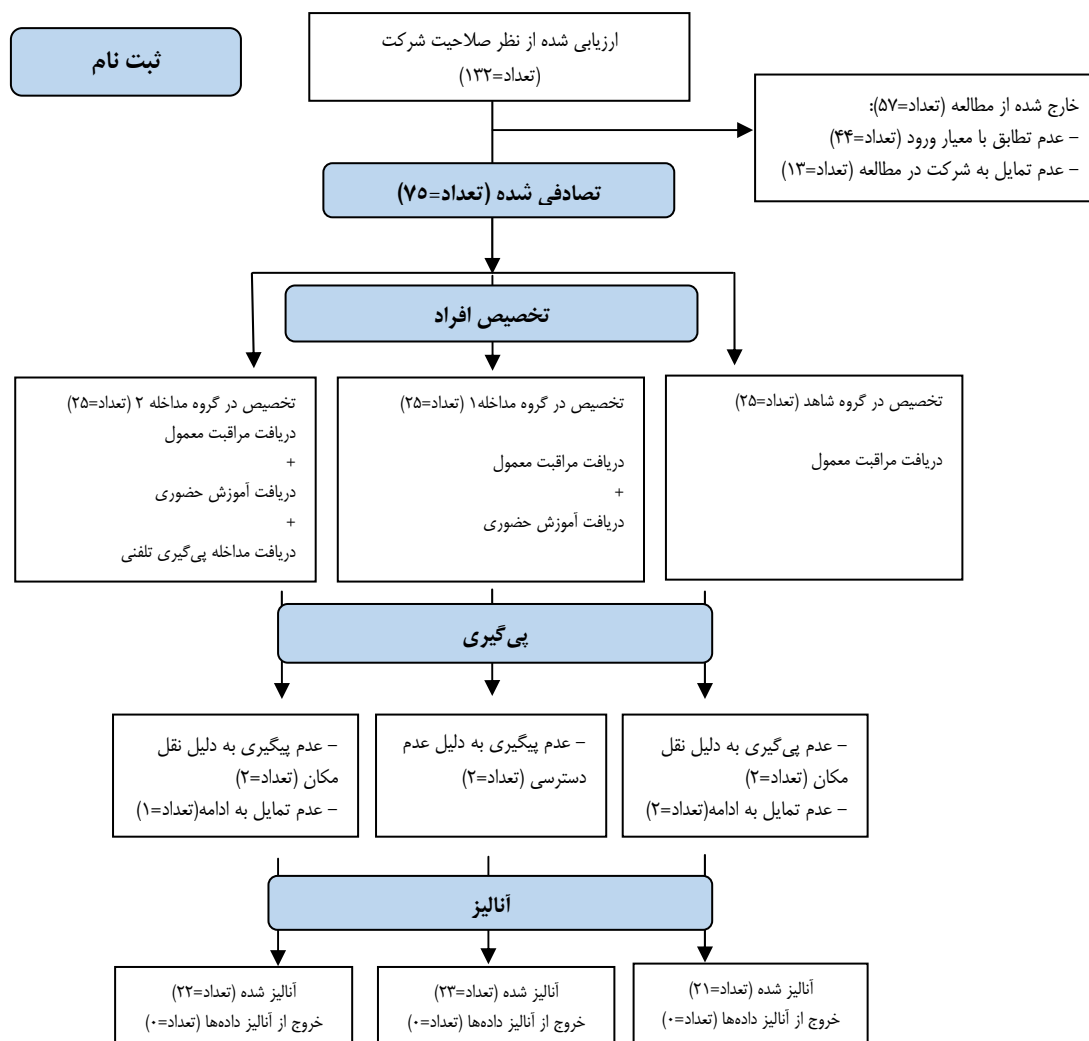 ثبت نام
ارزیابی شده از نظر صلاحیت شرکت
(تعداد=۱۳۲)
خارج شده از مطالعه (تعداد=۵۷):
– عدم تطابق با معیار ورود (تعداد=۴۴)
– عدم تمایل به شرکت در مطالعه (تعداد=۱۳)
تصادفی شده (تعداد=۷۵)
تخصیص افراد
تخصیص در گروه شاهد (تعداد=۲۵)
دریافت مراقبت معمول
تخصیص در گروه مداخله۱ (تعداد=۲۵)
دریافت مراقبت معمول
+
دریافت آموزش حضوری
تخصیص در گروه مداخله ۲ (تعداد=۲۵)
دریافت مراقبت معمول
+
دریافت آموزش حضوری
+
دریافت مداخله پی‌گیری تلفنی
پی‌گیری
– عدم پی‌گیری به دلیل نقل
مکان (تعداد=۲)
– عدم تمایل به ادامه(تعداد=۲)
– عدم پیگیری به دلیل عدم
دسترسی (تعداد=۲)
– عدم پیگیری به دلیل نقل
مکان (تعداد=۲)
– عدم تمایل به ادامه(تعداد=۱)
آنالیز
آنالیز شده (تعداد=۲۱)
خروج از آنالیز داده‌ها (تعداد=۰)
آنالیز شده (تعداد=۲۳)
خروج از آنالیز داده‌ها (تعداد=۰)
آنالیز شده (تعداد=۲۲)
خروج از آنالیز داده‌ها (تعداد=۰)